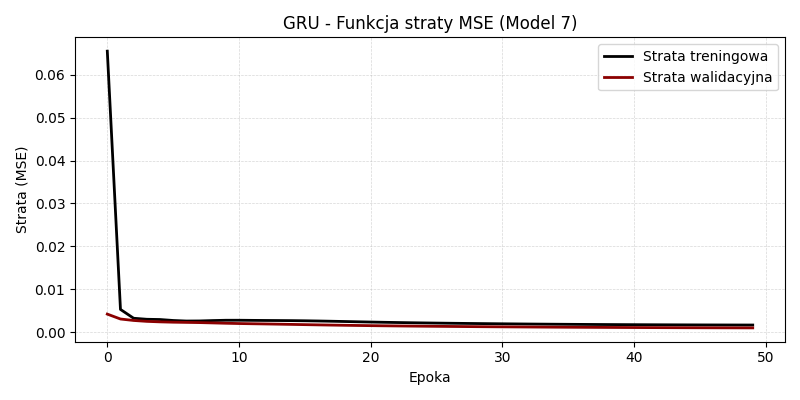 GRU - Funkcja straty MSE (Model 7)
Strata treningowa
Strata walidacyjna
Strata (MSE)
0.06
0.05
0.04
0.03
0.02
0.01
0.00
0 10 20 30 40 50
Epoka